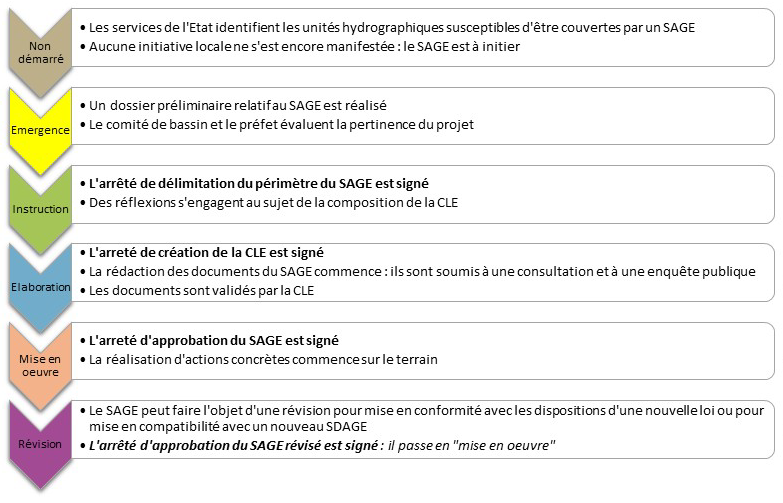 Non
démarré
• Les services de l'Etat identifient les unités hydrographiques susceptibles d'être couvertes par un SAGE
• Aucune initiative locale ne s'est encore manifestée : le SAGE est à initier
Emergence
• Un dossier préliminaire relatif au SAGE est réalisé
• Le comité de bassin et le préfet évaluent la pertinence du projet
Instruction
• L'arrêté de délimitation du périmètre du SAGE est signé
• Des réflexions s'engagent au sujet de la composition de la CLE
Elaboration
• L'arreté de création de la CLE est signé
• La rédaction des documents du SAGE commence : ils sont soumis à une consultation et à une enquête publique
• Les documents sont validés par la CLE
Mise en
oeuvre
• L'arreté d'approbation du SAGE est signé
• La réalisation d'actions concrètes commence sur le terrain
Révision
• Le SAGE peut faire l'objet d'une révision pour mise en conformité avec les dispositions d'une nouvelle loi ou pour
mise en compatibilité avec un nouveau SDAGE
• L'arrêté d'approbation du SAGE révisé est signé : il passe en "mise en oeuvre"